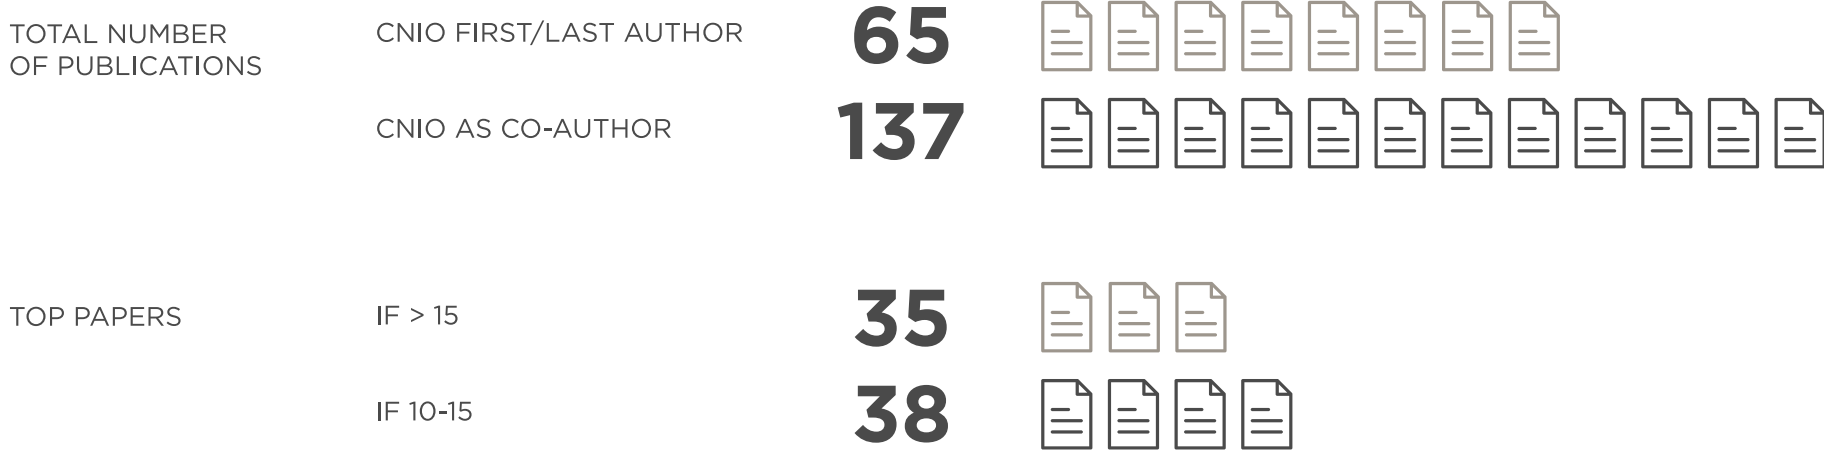 TOTAL NUMBER
OF PUBLICATIONS
CNIO FIRST/LAST AUTHOR
65
CNIO AS CO-AUTHOR
137
TOP PAPERS
IF > 15
35
IF 10-15
38